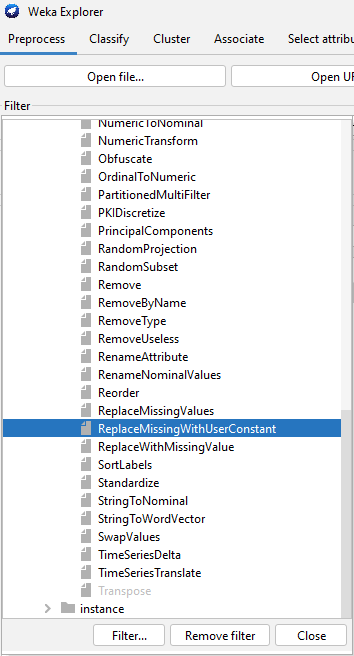 Weka Explorer
Preprocess Classify Cluster Associate Select attribu
Open file... Open UR
Filter
NumericToNominal
NumericTransform
Obfuscate
OrdinalToNumeric
PartitionedMultiFilter
PKIDiscretize
PrincipalComponents
RandomProjection
RandomSubset
Remove
RemoveByName
RemoveType
RemoveUseless
RenameAttribute
RenameNominalValues
Reorder
ReplaceMissingValues
ReplaceMissingWithUserConstant
ReplaceWithMissingValue
SortLabels
Standardize
StringToNominal
StringToWordVector
SwapValues
TimeSeriesDelta
TimeSeriesTranslate
Transpose
instance
Filter... Remove filter Close